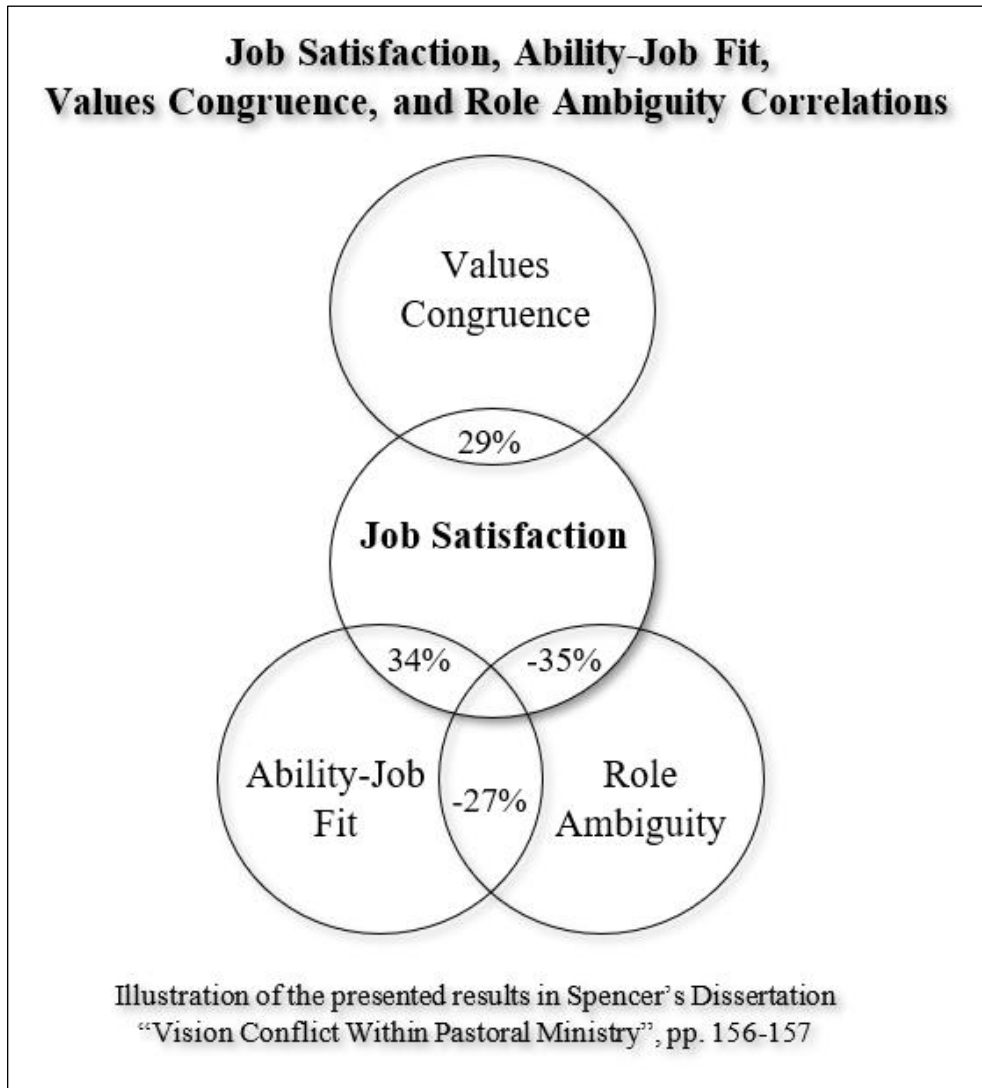 Job Satisfaction, Ability-Job Fit,
Values Congruence, and Role Ambiguity Correlations
Values
Congruence
29%
Job Satisfaction
34%
-35%
Ability-Job
Fit
-27%
Role
Ambiguity
Illustration of the presented results in Spencer’s Dissertation
“Vision Conflict Within Pastoral Ministry”, pp. 156-157